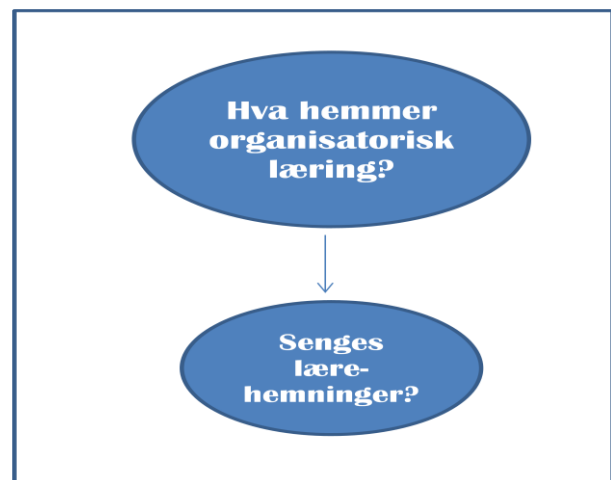 Hva hemmer
organisatorisk
læring?
Senges
lære-
hemninger?